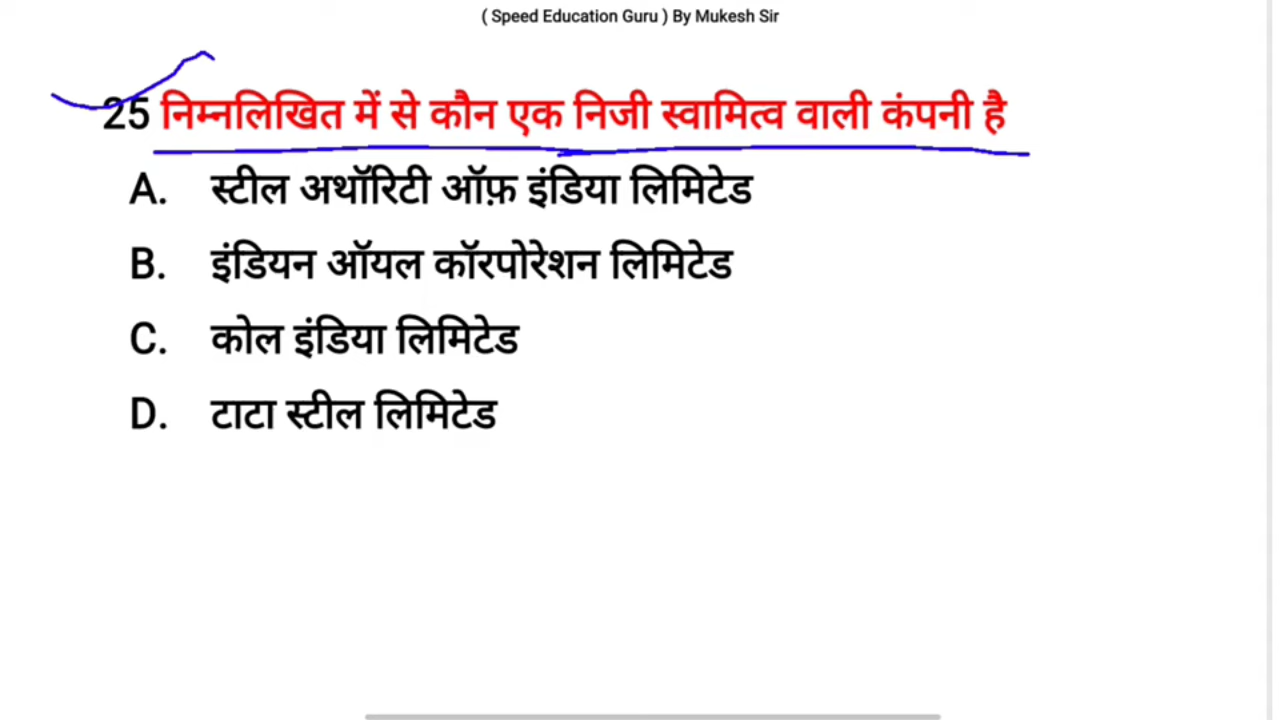 ( Speed Education Guru ) By Mukesh Sir
25 निम्नलिखित में से कौन एक निजी स्वामित्व वाली कंपनी है
A. स्टील अथॉरिटी ऑफ़ इंडिया लिमिटेड
B. इंडियन ऑयल कॉरपोरेशन लिमिटेड
C. कोल इंडिया लिमिटेड
D. टाटा स्टील लिमिटेड